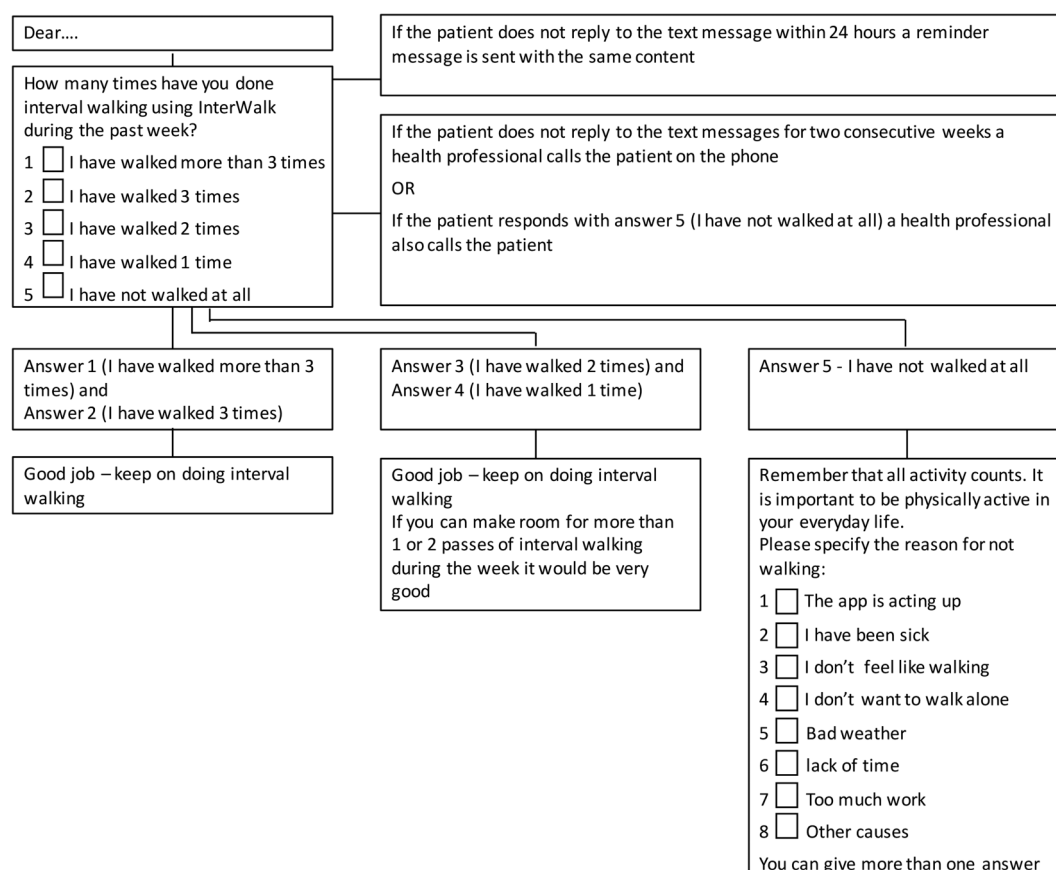 Dear....
How many times have you done
interval walking using InterWalk
during the past week?
1 I have walked more than 3 times
2 I have walked 3 times
3 I have walked 2 times
4 I have walked 1 time
5 I have not walked at all
If the patient does not reply to the text message within 24 hours a reminder
message is sent with the same content
If the patient does not reply to the text messages for two consecutive weeks a
health professional calls the patient on the phone
OR
If the patient responds with answer 5 (I have not walked at all) a health professional
also calls the patient
Answer 1 (I have walked more than 3
times) and
Answer 2 (I have walked 3 times)
Good job – keep on doing interval
walking
Answer 3 (I have walked 2 times) and
Answer 4 (I have walked 1 time)
Good job – keep on doing interval
walking
If you can make room for more than
1 or 2 passes of interval walking
during the week it would be very
good
Answer 5 - I have not walked at all
Remember that all activity counts. It
is important to be physically active in
your everyday life.
Please specify the reason for not
walking:
1 The app is acting up
2 I have been sick
3 I don't feel like walking
4 I don't want to walk alone
5 Bad weather
6 lack of time
7 Too much work
8 Other causes
You can give more than one answer